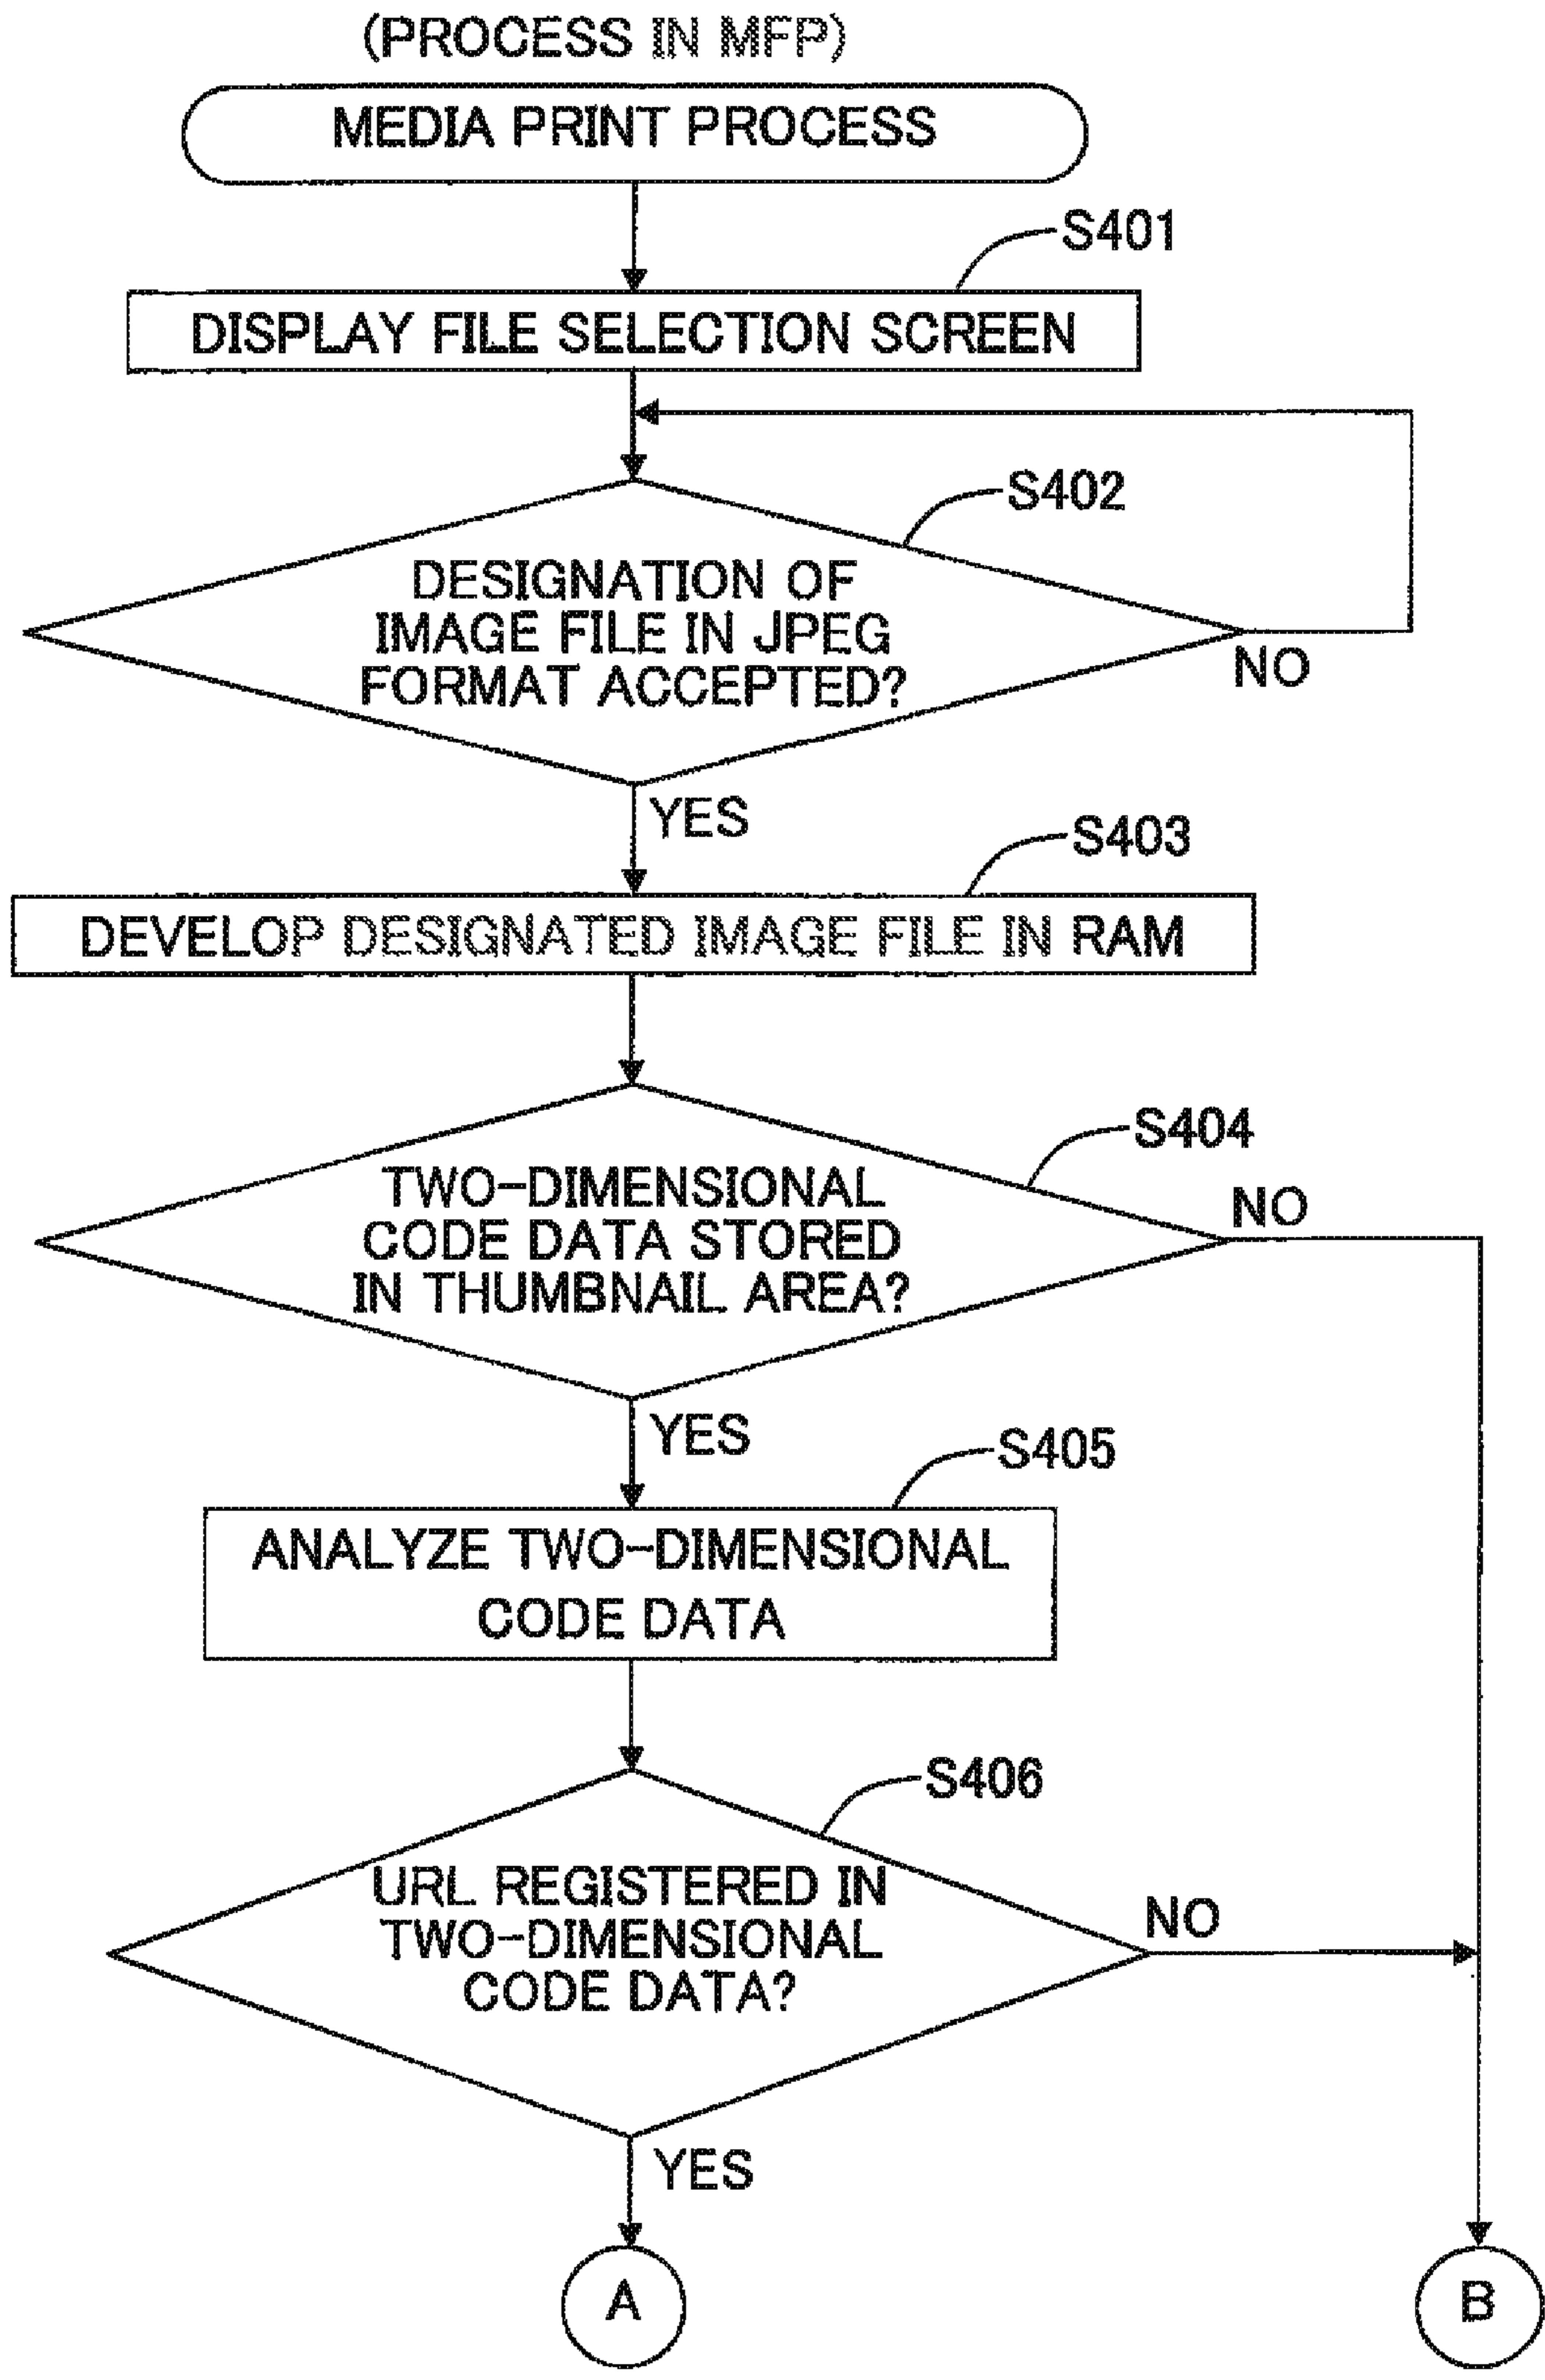 (PROCESS IN MFP)
MEDIA PRINT PROCESS
S401
DISPLAY FILE SELECTION SCREEN
S402
DESIGNATION OF
IMAGE FILE IN JPEG
FORMAT ACCEPTED?
NO
YES
S403
DEVELOP DESIGNATED IMAGE FILE IN RAM
S404
TWO-DIMENSIONAL
CODE DATA STORED
IN THUMBNAIL AREA?
NO
YES
S405
ANALYZE TWO-DIMENSIONAL
CODE DATA
S406
URL REGISTERED IN
TWO-DIMENSIONAL
CODE DATA?
NO
YES
A
B